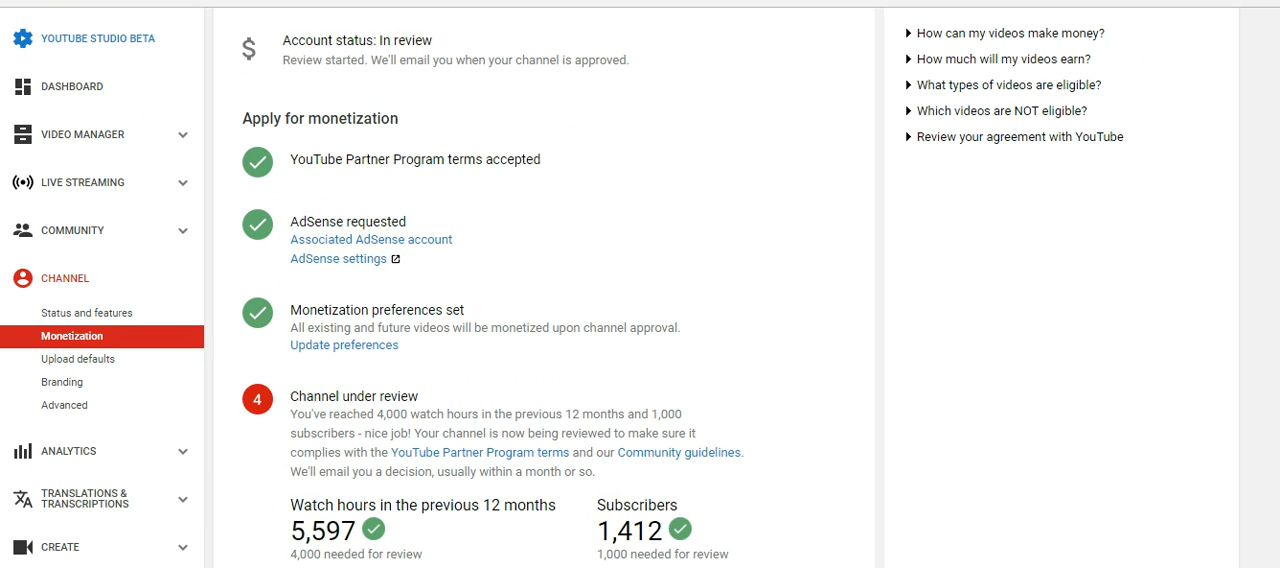 YOUTUBE STUDIO BETA
DASHBOARD
VIDEO MANAGER
LIVE STREAMING
COMMUNITY
CHANNEL
Status and features
Monetization
Upload defaults
Branding
Advanced
ANALYTICS
TRANSLATIONS &
TRANSCRIPTIONS
CREATE
Account status: In review
Review started. We'll email you when your channel is approved.
Apply for monetization
YouTube Partner Program terms accepted
AdSense requested
Associated AdSense account
AdSense settings
Monetization preferences set
All existing and future videos will be monetized upon channel approval.
Update preferences
4
Channel under review
You've reached 4,000 watch hours in the previous 12 months and 1,000
subscribers - nice job! Your channel is now being reviewed to make sure it
complies with the YouTube Partner Program terms and our Community guidelines.
We'll email you a decision, usually within a month or so.
Watch hours in the previous 12 months
5,597
4,000 needed for review
Subscribers
1,412
1,000 needed for review
How can my videos make money?
How much will my videos earn?
What types of videos are eligible?
Which videos are NOT eligible?
Review your agreement with YouTube